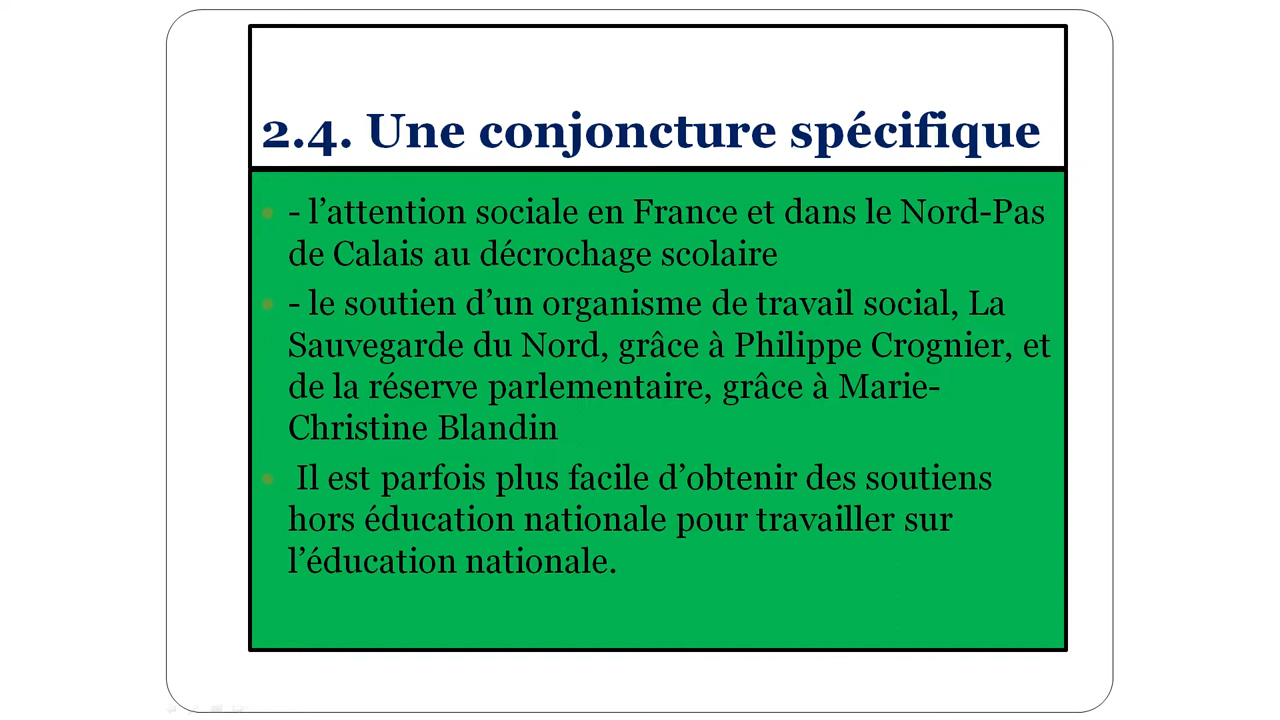 2.4. Une conjoncture spécifique
- l’attention sociale en France et dans le Nord-Pas
de Calais au décrochage scolaire
- le soutien d’un organisme de travail social, La
Sauvegarde du Nord, grâce à Philippe Crognier, et
de la réserve parlementaire, grâce à Marie-
Christine Blandin
Il est parfois plus facile d’obtenir des soutiens
hors éducation nationale pour travailler sur
l’éducation nationale.